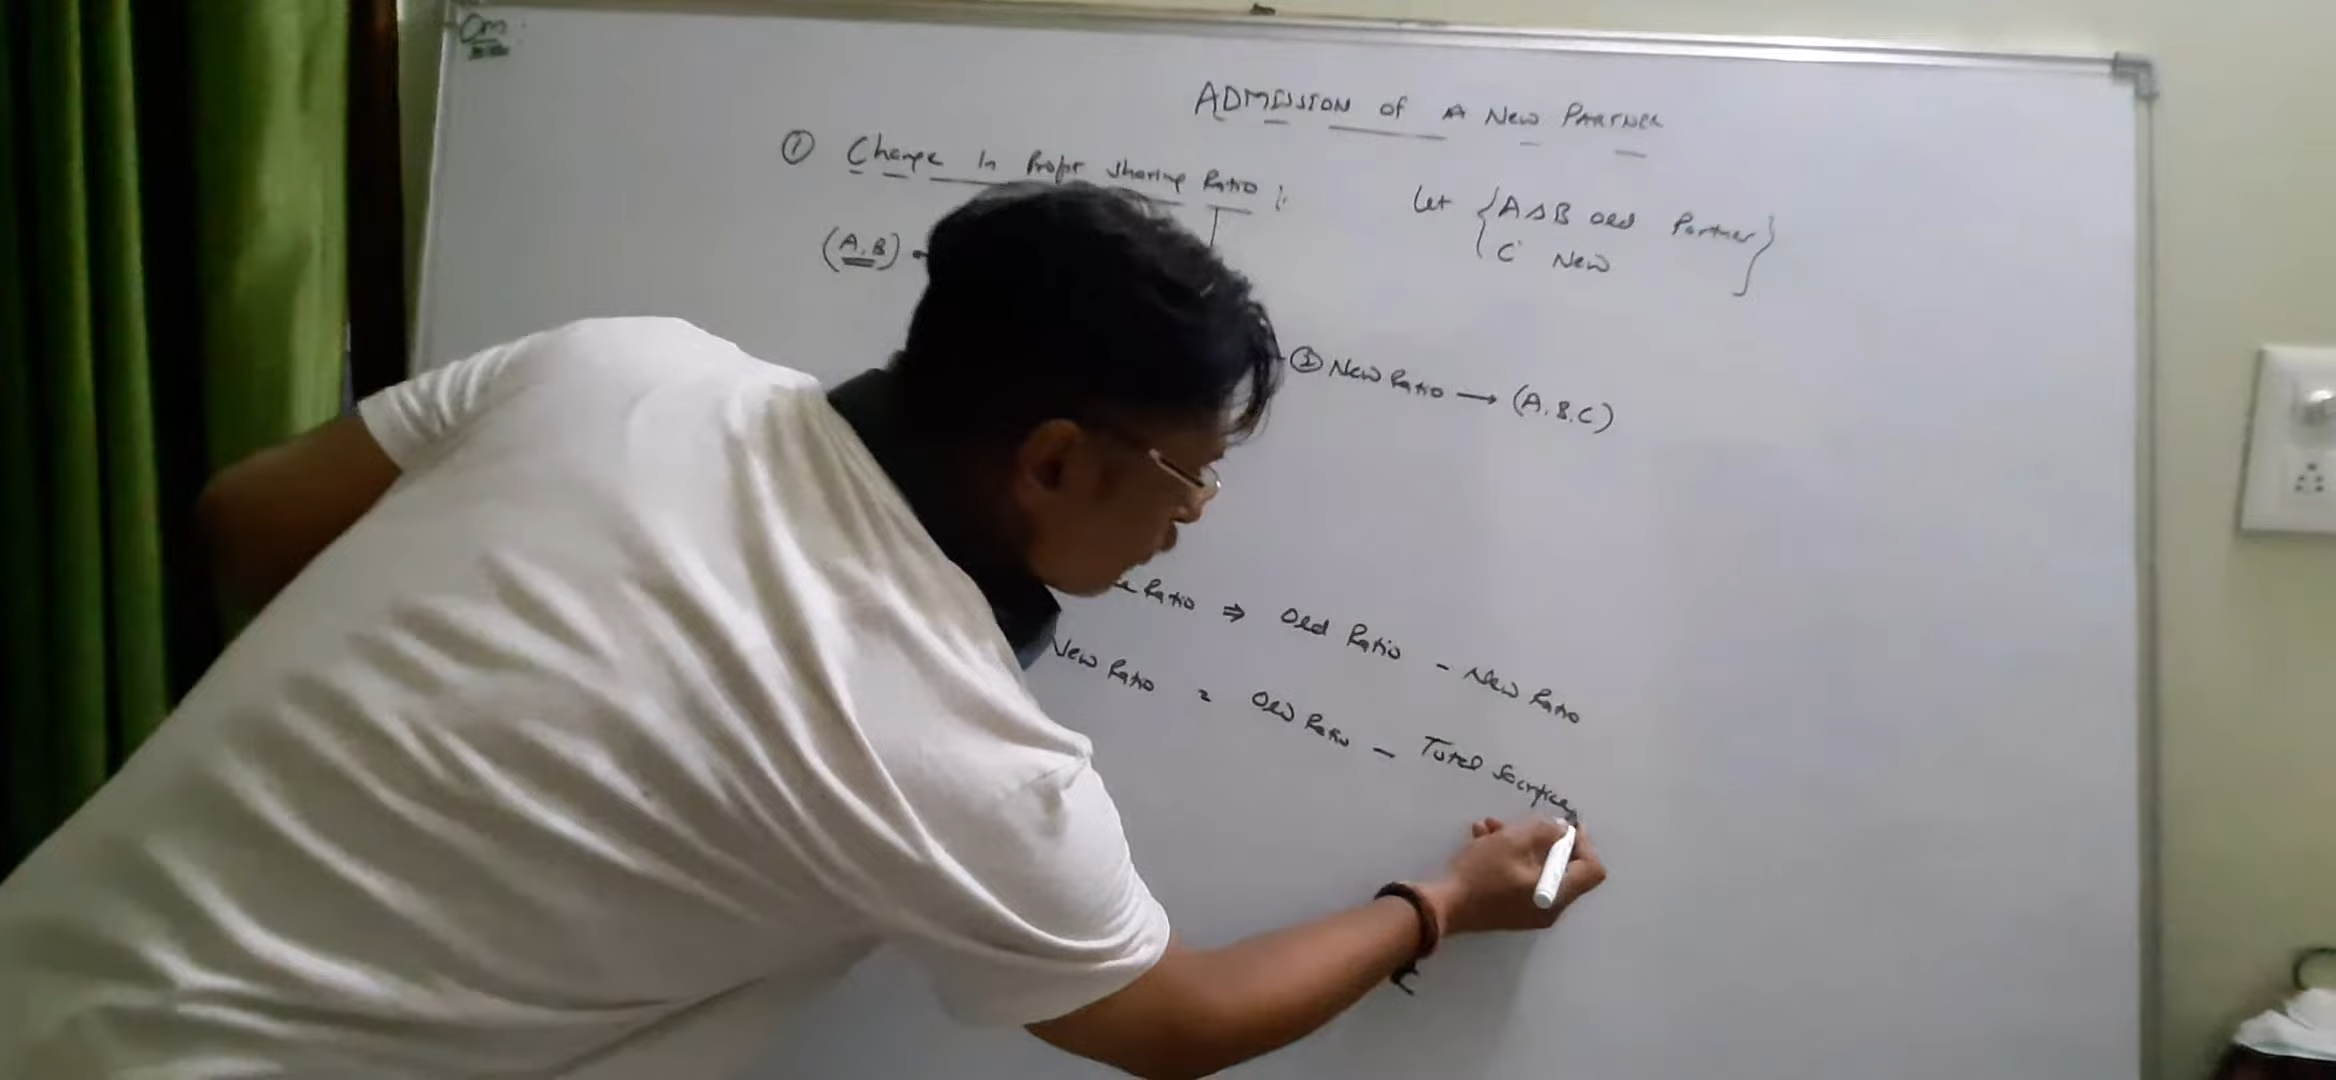 Om:
ADMISSION of A New PARTNER
① Change In Profit Sharing Ratio :
Let {A & B Old Partner}
C New
(A.B)
③ New Ratio → (A.B.C)
Ratio ⇒ Old Ratio - New Ratio
New Ratio = Old Ratio - Total Sacrifice